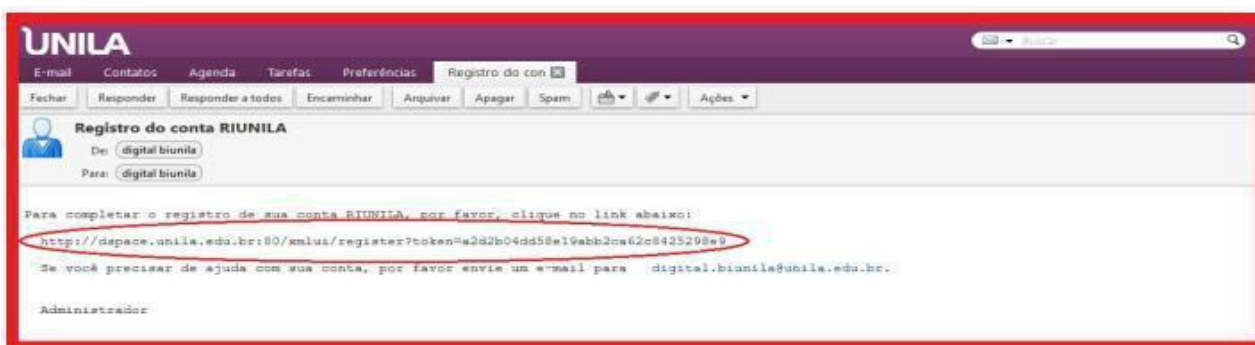 UNILA
Buscar
E-mail Contatos Agenda Tarefas Preferências Registro do con
Fechar Responder Responder a todos Encaminhar Arquivar Apagar Spam Ações
Registro do conta RIUNILA
De: digital biunila
Para: digital biunila
Para completar o registro de sua conta RIUNILA, por favor, clique no link abaixo:
http://dspace.unila.edu.br:80/xmlui/register?token=a2d2b04dd58e19abb2ca62c8425298e9
Se você precisar de ajuda com sua conta, por favor envie um e-mail para digital.biunila@unila.edu.br.
Administrador